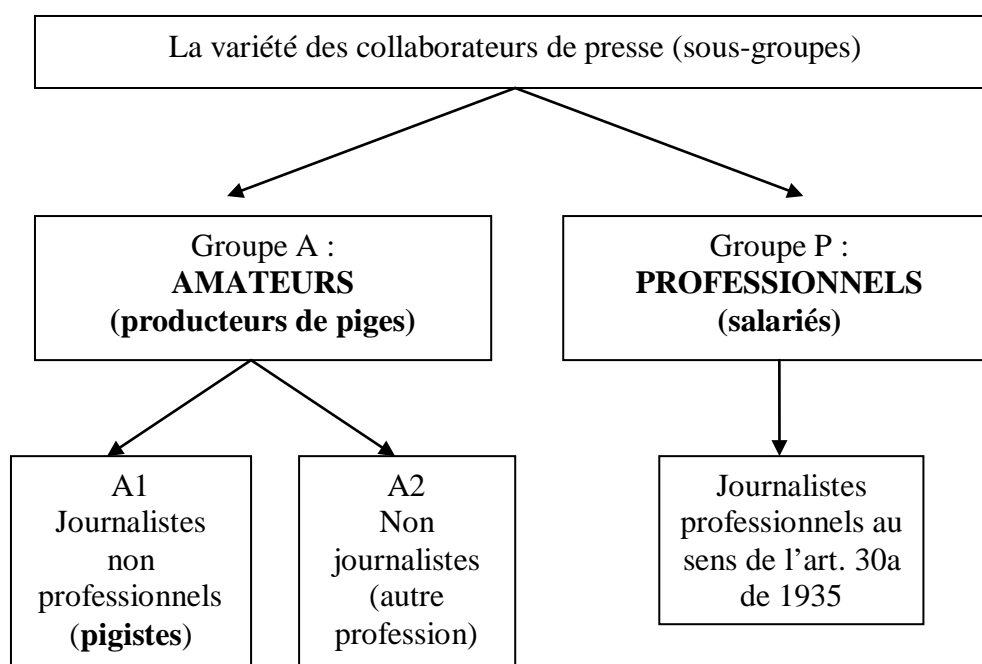 La variété des collaborateurs de presse (sous-groupes)
Groupe A :
AMATEURS
(producteurs de piges)
Groupe P :
PROFESSIONNELS
(salariés)
A1
Journalistes
non
professionnels
(pigistes)
A2
Non
journalistes
(autre
profession)
Journalistes
professionnels au
sens de l’art. 30a
de 1935